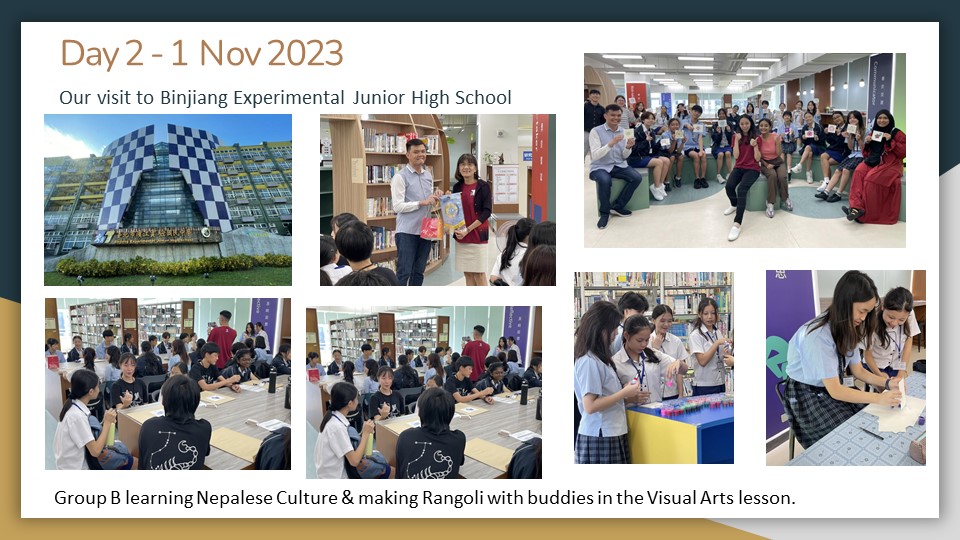 Day 2 - 1 Nov 2023
Our visit to Binjiang Experimental Junior High School
Group B learning Nepalese Culture & making Rangoli with buddies in the Visual Arts lesson.